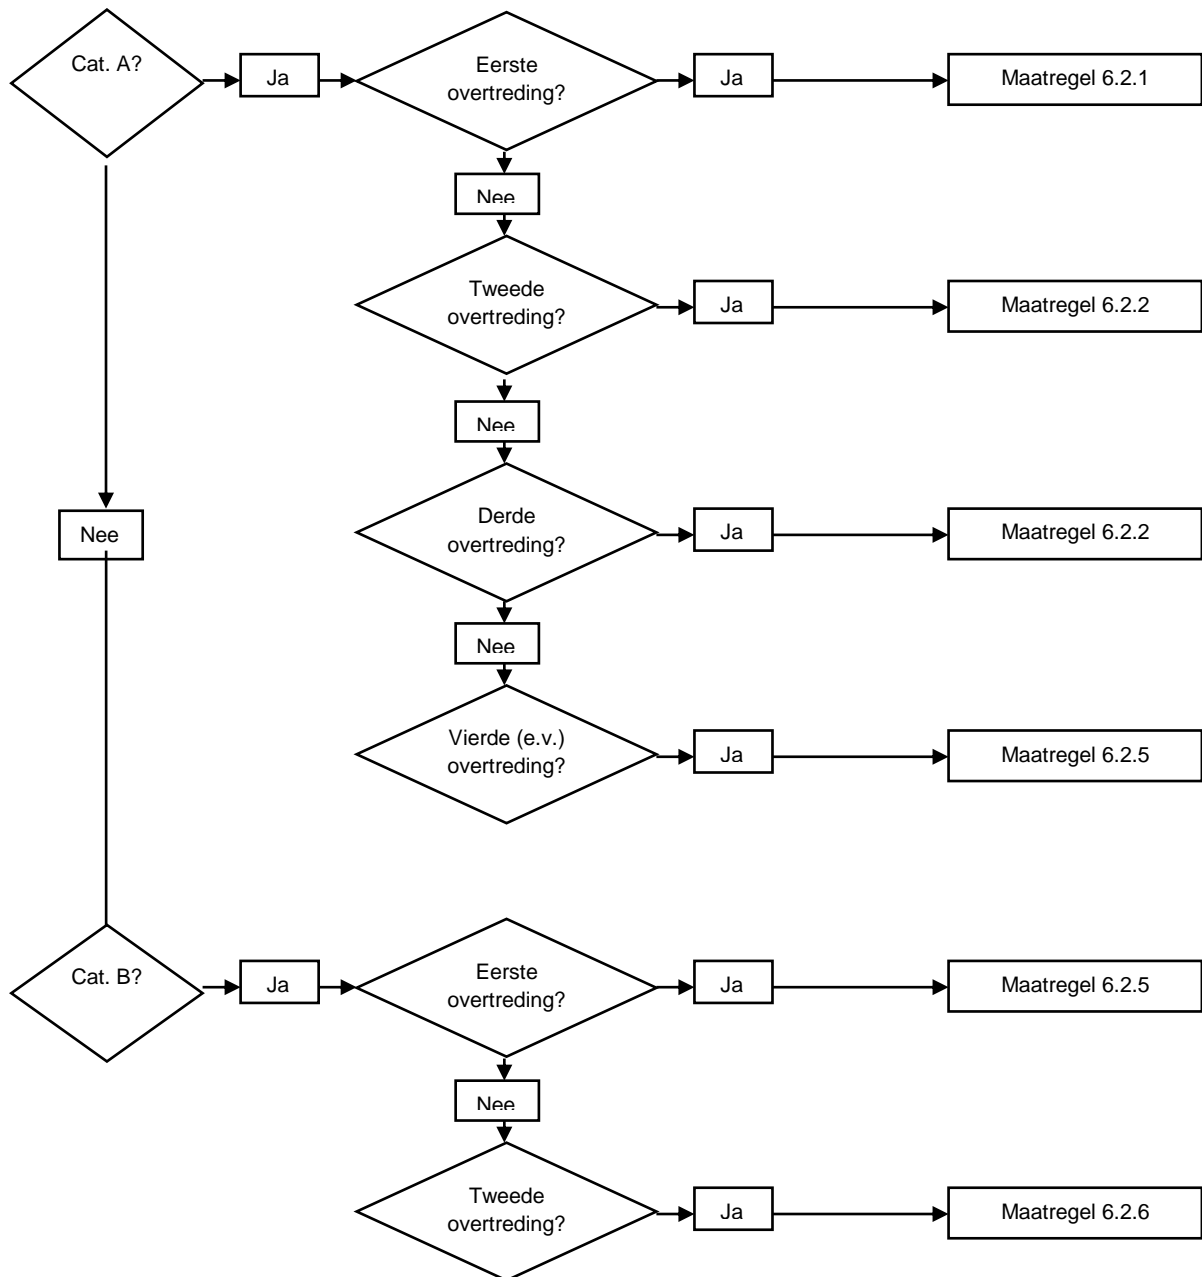 Cat. A?
Ja
Eerste
overtreding?
Ja
Maatregel 6.2.1
Nee
Tweede
overtreding?
Ja
Maatregel 6.2.2
Nee
Derde
overtreding?
Ja
Maatregel 6.2.2
Nee
Nee
Vierde (e.v.)
overtreding?
Ja
Maatregel 6.2.5
Cat. B?
Ja
Eerste
overtreding?
Ja
Maatregel 6.2.5
Nee
Tweede
overtreding?
Ja
Maatregel 6.2.6